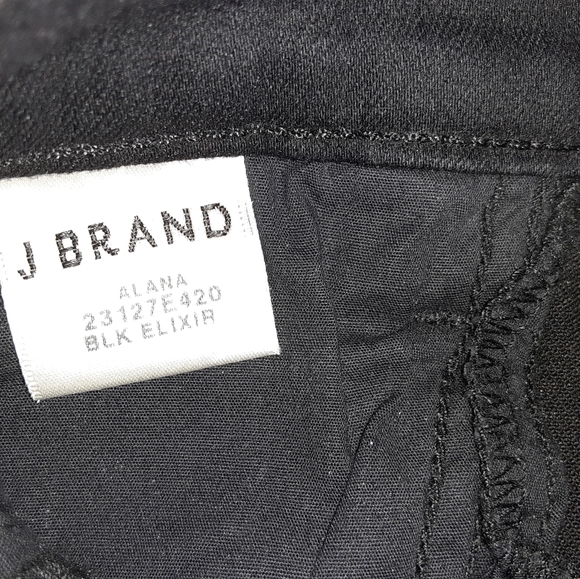 J BRAND
ALANA
23127E420
BLK ELIXIR